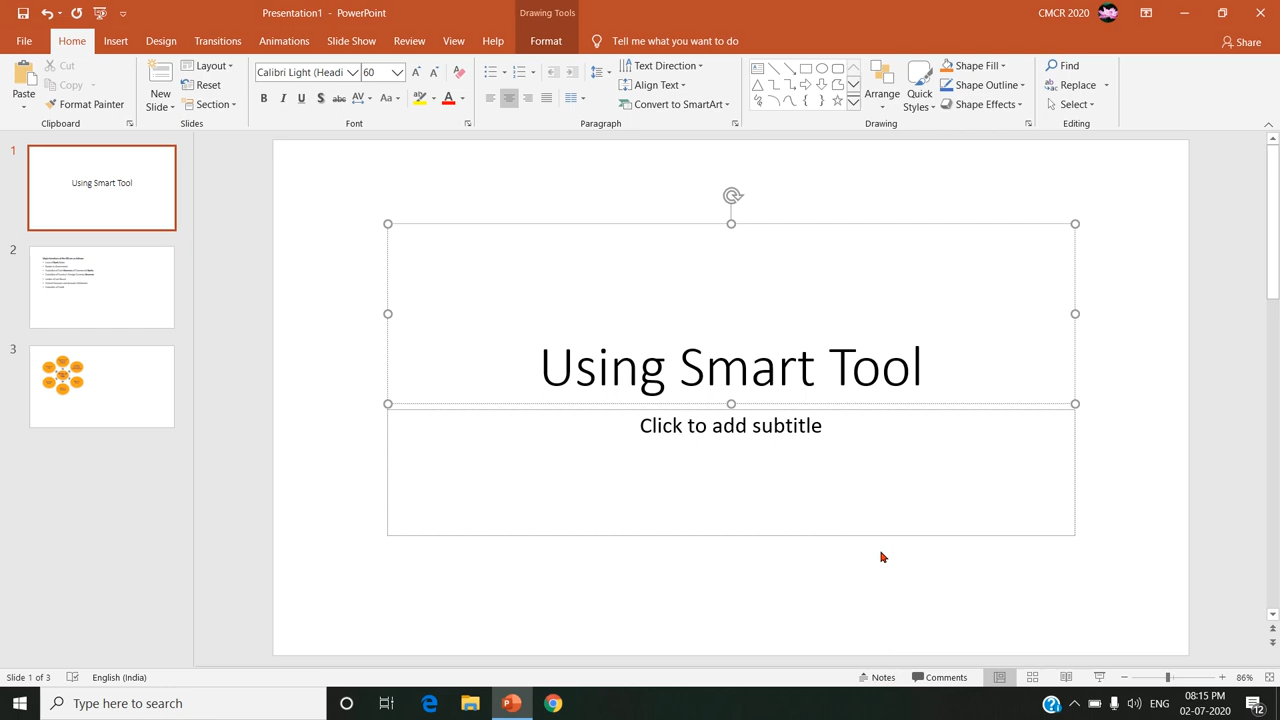 Presentation1 - PowerPoint
Drawing Tools
CMCR 2020
File Home Insert Design Transitions Animations Slide Show Review View Help Format Tell me what you want to do Share
Paste
Cut
Copy
Format Painter
Clipboard
New Slide
Layout
Reset
Section
Slides
Calibri Light (Headi 60
B I U S abc AV Aa A
Font
Text Direction
Align Text
Convert to SmartArt
Paragraph
Arrange
Quick Styles
Shape Fill
Shape Outline
Shape Effects
Drawing
Find
Replace
Select
Editing
1
Using Smart Tool
2
3
Using Smart Tool
Click to add subtitle
Slide 1 of 3 English (India) Notes Comments 86%
Type here to search
ENG
08:15 PM
02-07-2020
12